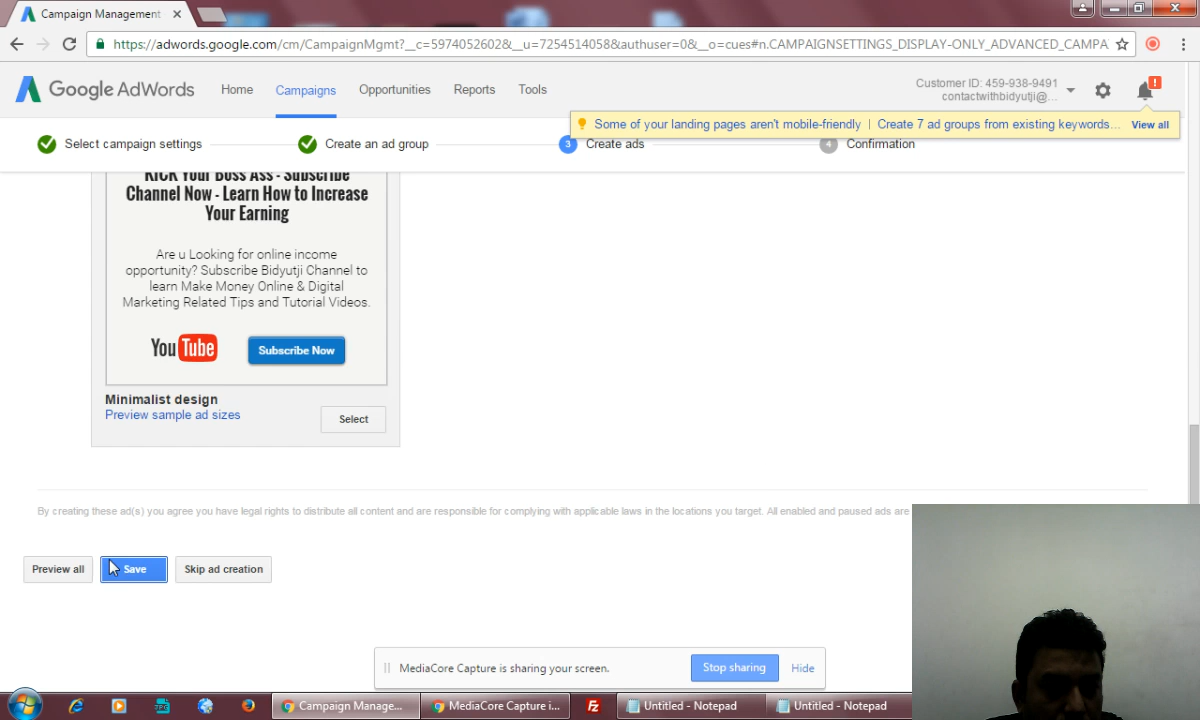 Campaign Management
https://adwords.google.com/cm/CampaignMgmt?__c=5974052602&__u=7254514058&authuser=0&__o=cues#n.CAMPAIGNSETTINGS_DISPLAY-ONLY_ADVANCED_CAMPA
Google AdWords
Home
Campaigns
Opportunities
Reports
Tools
Customer ID: 459-938-9491
contactwithbidyutji@...
Some of your landing pages aren't mobile-friendly | Create 7 ad groups from existing keywords... View all
Select campaign settings
Create an ad group
3 Create ads
4 Confirmation
KICK Your Boss Ass - Subscribe
Channel Now - Learn How to Increase
Your Earning
Are u Looking for online income
opportunity? Subscribe Bidyutji Channel to
learn Make Money Online & Digital
Marketing Related Tips and Tutorial Videos.
You Tube
Subscribe Now
Minimalist design
Preview sample ad sizes
Select
By creating these ad(s) you agree you have legal rights to distribute all content and are responsible for complying with applicable laws in the locations you target. All enabled and paused ads are
Preview all
Save
Skip ad creation
MediaCore Capture is sharing your screen.
Stop sharing
Hide
Campaign Manage...
MediaCore Capture i...
Untitled - Notepad
Untitled - Notepad